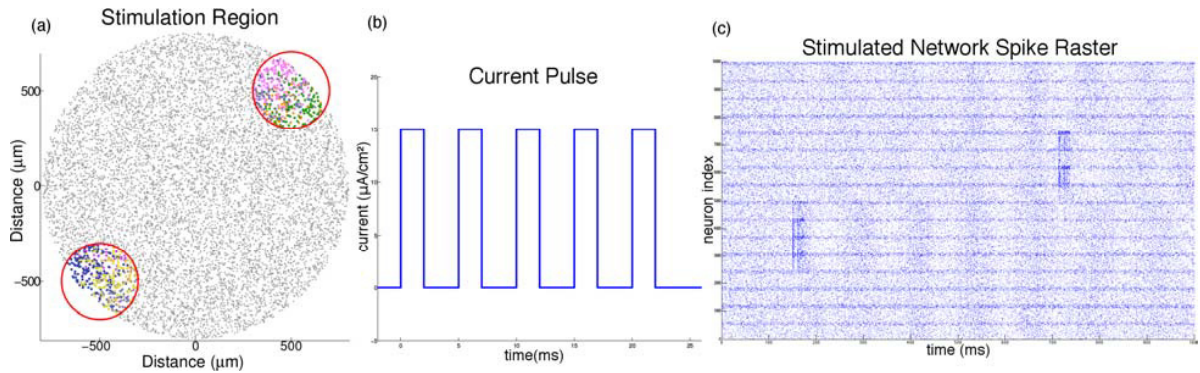 (a)
Stimulation Region
Distance (μm)
500
0
−500
−500
0
500
Distance (μm)
(b)
Current Pulse
current (μA/cm²)
20
15
10
5
0
−5
0
5
10
15
20
25
time(ms)
(c)
Stimulated Network Spike Raster
neuron index
time (ms)